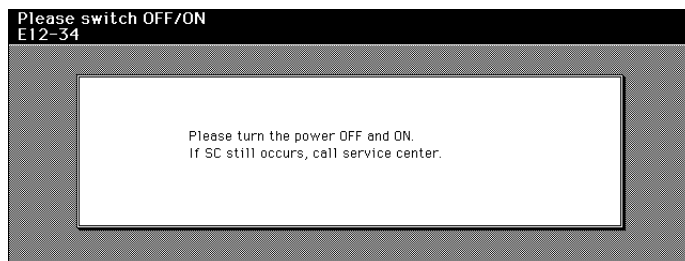 Please switch OFF/ON
E12-34
Please turn the power OFF and ON.
If SC still occurs, call service center.